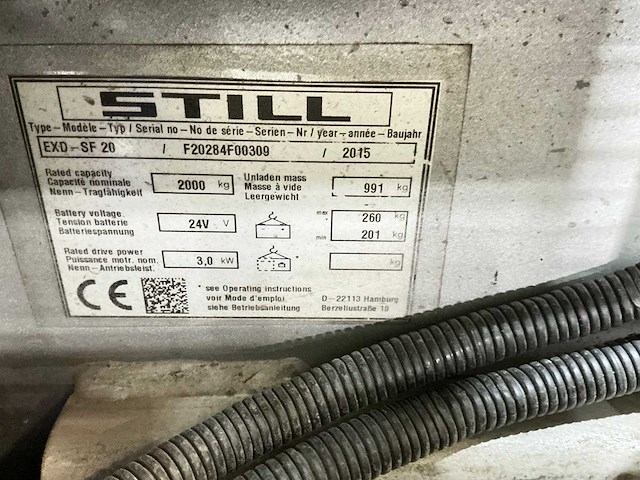 STILL
Type – Modèle – Typ / Serial no – No de série – Serien – Nr / year – année – Baujahr
EXD-SF 20 / F20284F00309 / 2015
Rated capacity
Capacité nominale
Nenn – Tragfähigkeit
2000 kg
Unladen mass
Masse à vide
Leergewicht
991 kg
Battery voltage
Tension batterie
Batteriespannung
24V V
max 260 kg
min 201 kg
Rated drive power
Puissance motr. nom.
Nenn – Antriebsleist.
3,0 kW
* kg
CE
* see Operating instructions
voir Mode d'emploi
siehe Betriebsanleitung
D – 22113 Hamburg
Berzeliustraße 10